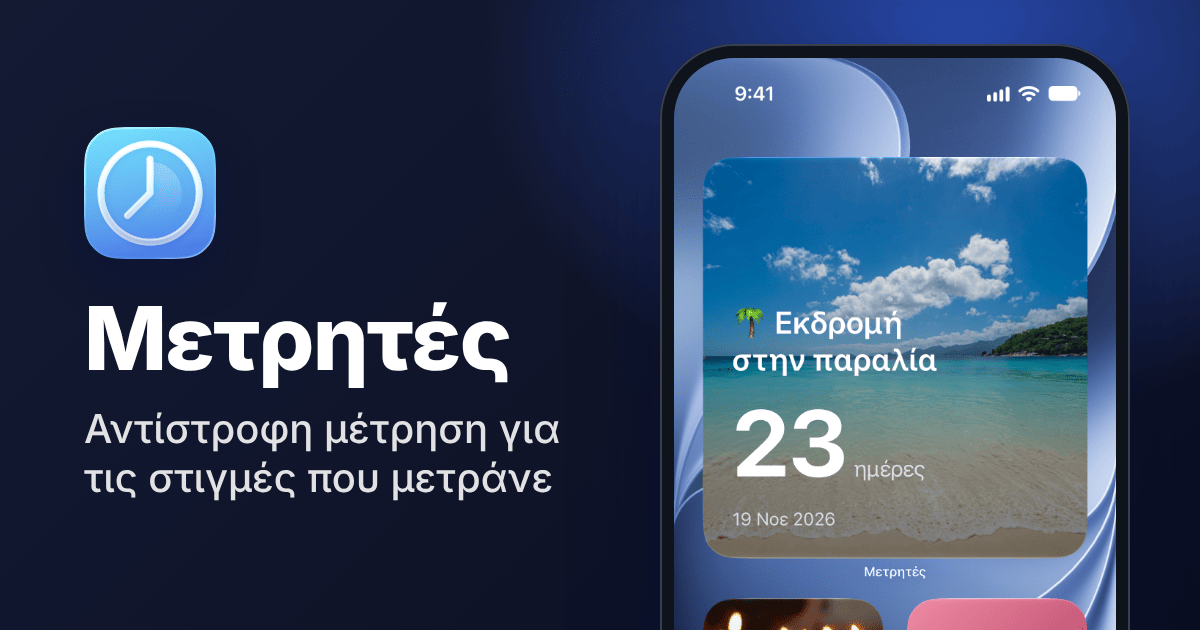 Μετρητές
Αντίστροφη μέτρηση για
τις στιγμές που μετράνε
9:41
🌴 Εκδρομή
στην παραλία
23 ημέρες
19 Νοε 2026
Μετρητές